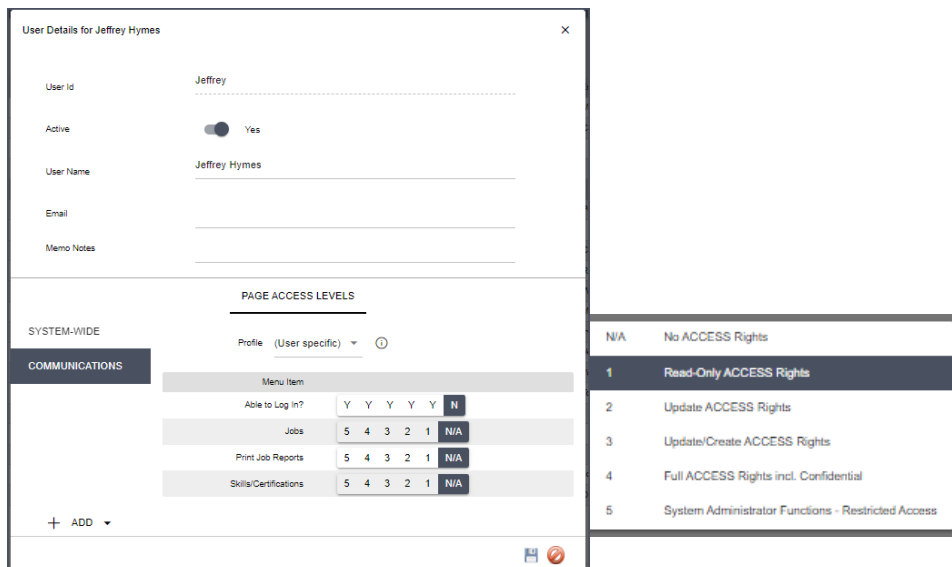 User Details for Jeffrey Hymes ×
User Id Jeffrey
Active Yes
User Name Jeffrey Hymes
Email
Memo Notes
PAGE ACCESS LEVELS
SYSTEM-WIDE
COMMUNICATIONS
Profile (User specific)
Menu Item
Able to Log In? Y Y Y Y Y N
Jobs 5 4 3 2 1 N/A
Print Job Reports 5 4 3 2 1 N/A
Skills/Certifications 5 4 3 2 1 N/A
+ ADD
N/A No ACCESS Rights
1 Read-Only ACCESS Rights
2 Update ACCESS Rights
3 Update/Create ACCESS Rights
4 Full ACCESS Rights incl. Confidential
5 System Administrator Functions - Restricted Access